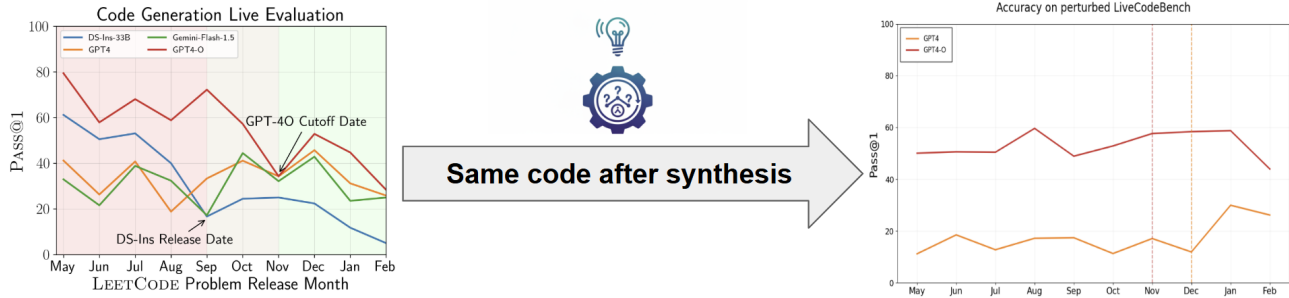 Code Generation Live Evaluation
DS-Ins-33B
GPT4
Gemini-Flash-1.5
GPT4-O
100
80
60
40
20
0
PASS@1
GPT-4O Cutoff Date
DS-Ins Release Date
May Jun Jul Aug Sep Oct Nov Dec Jan Feb
LEETCODE Problem Release Month
? ? ?
Same code after synthesis
Accuracy on perturbed LiveCodeBench
GPT4
GPT4-O
100
80
60
40
20
0
Pass@1
May Jun Jul Aug Sep Oct Nov Dec Jan Feb